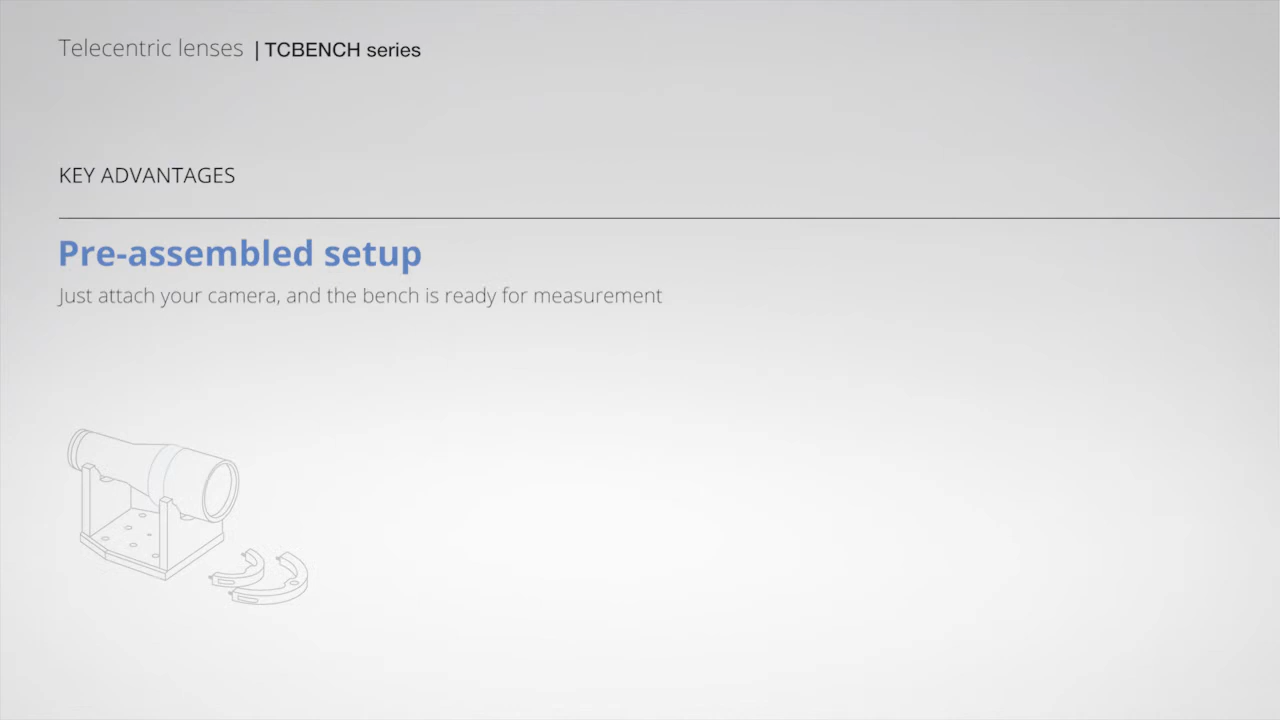 Telecentric lenses | TCBENCH series
KEY ADVANTAGES
Pre-assembled setup
Just attach your camera, and the bench is ready for measurement